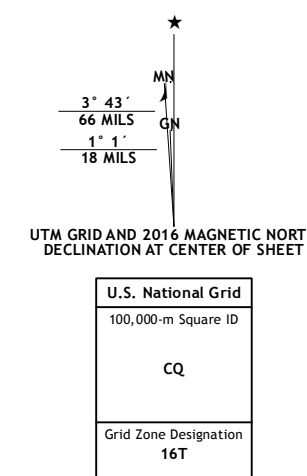 MN
3° 43´
66 MILS
GN
1° 1´
18 MILS
UTM GRID AND 2016 MAGNETIC NORT
DECLINATION AT CENTER OF SHEET
U.S. National Grid
100,000-m Square ID
CQ
Grid Zone Designation
16T